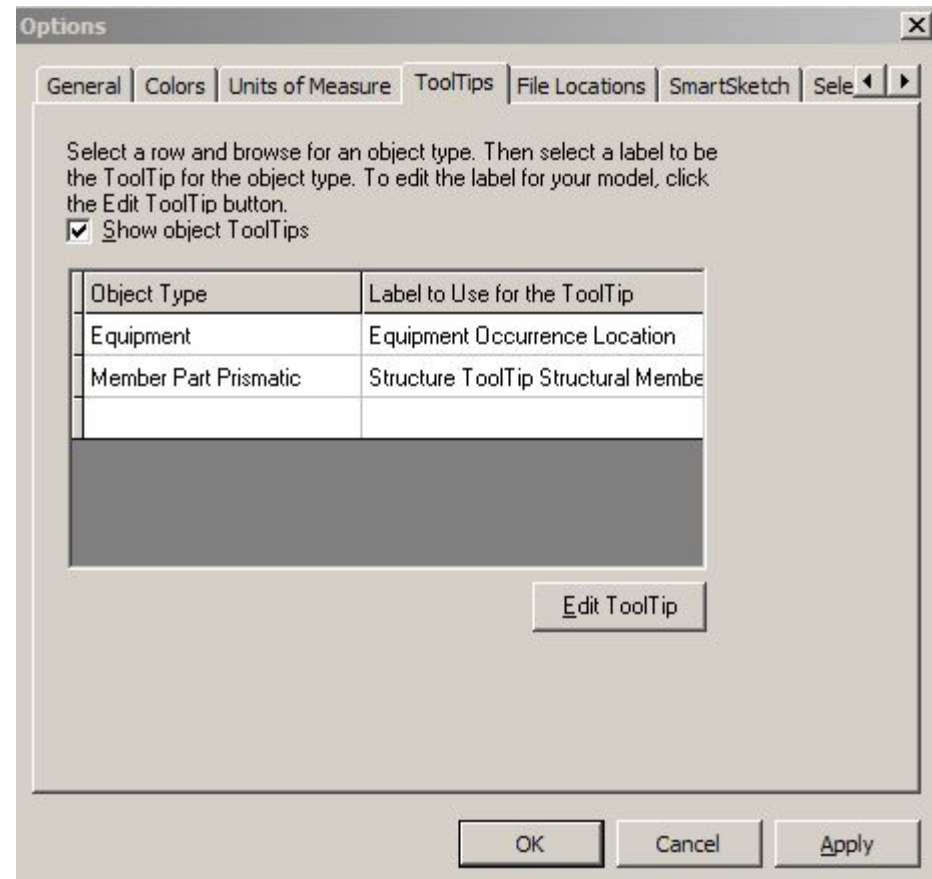 Options
General Colors Units of Measure ToolTips File Locations SmartSketch Sele
Select a row and browse for an object type. Then select a label to be
the ToolTip for the object type. To edit the label for your model, click
the Edit ToolTip button.
Show object ToolTips
Object Type Label to Use for the ToolTip
Equipment Equipment Occurrence Location
Member Part Prismatic Structure ToolTip Structural Membe
Edit ToolTip
OK Cancel Apply